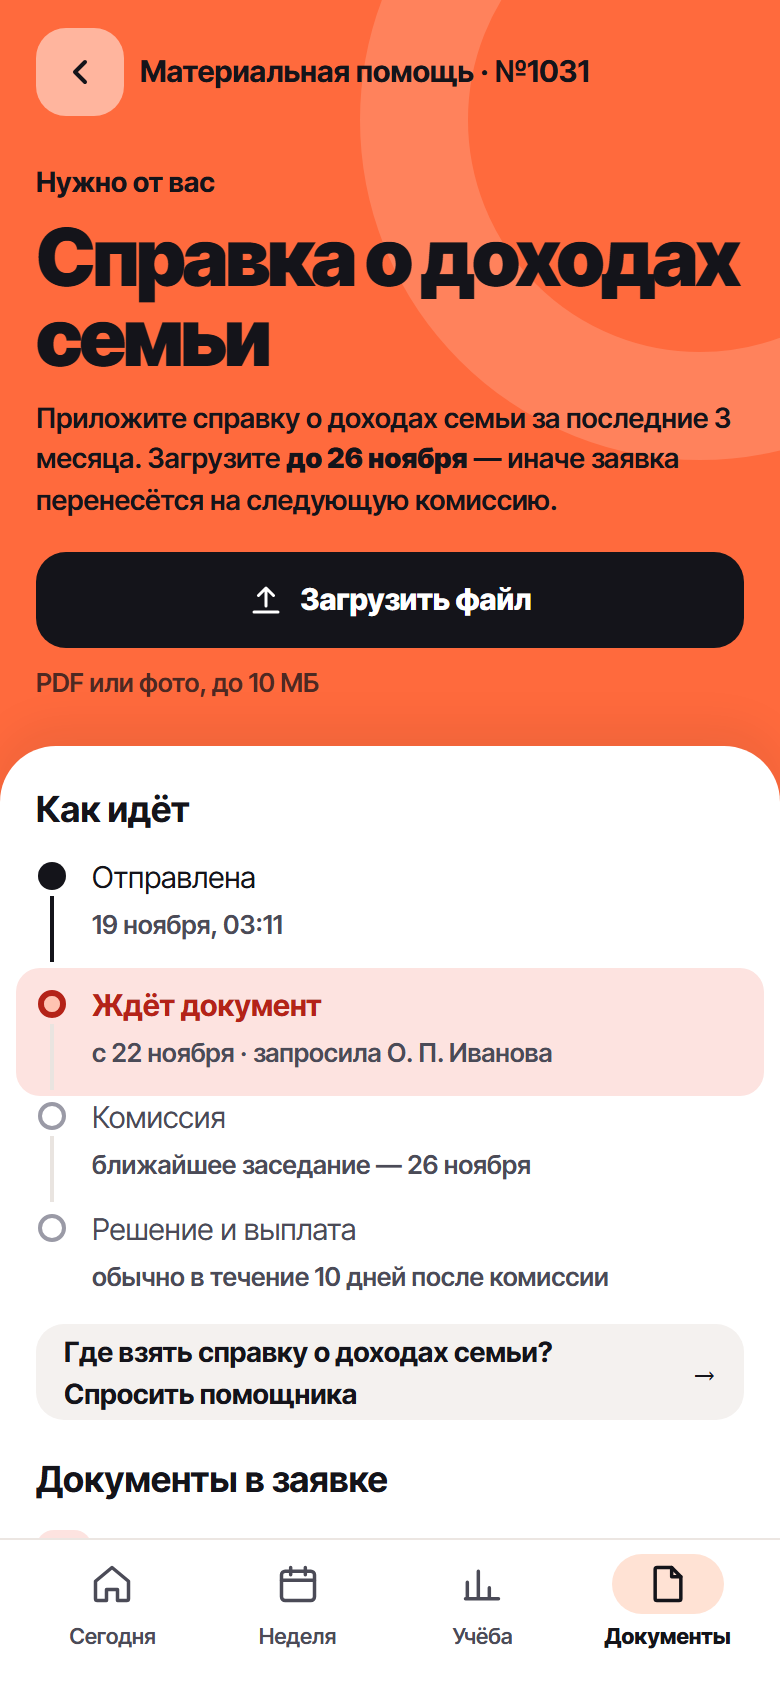 Материальная помощь · №1031
Нужно от вас
Справка о доходах
семьи
Приложите справку о доходах семьи за последние 3
месяца. Загрузите до 26 ноября — иначе заявка
перенесётся на следующую комиссию.
Загрузить файл
PDF или фото, до 10 МБ
Как идёт
Отправлена
19 ноября, 03:11
Ждёт документ
с 22 ноября · запросила О. П. Иванова
Комиссия
ближайшее заседание — 26 ноября
Решение и выплата
обычно в течение 10 дней после комиссии
Где взять справку о доходах семьи?
Спросить помощника →
Документы в заявке
Сегодня
Неделя
Учёба
Документы